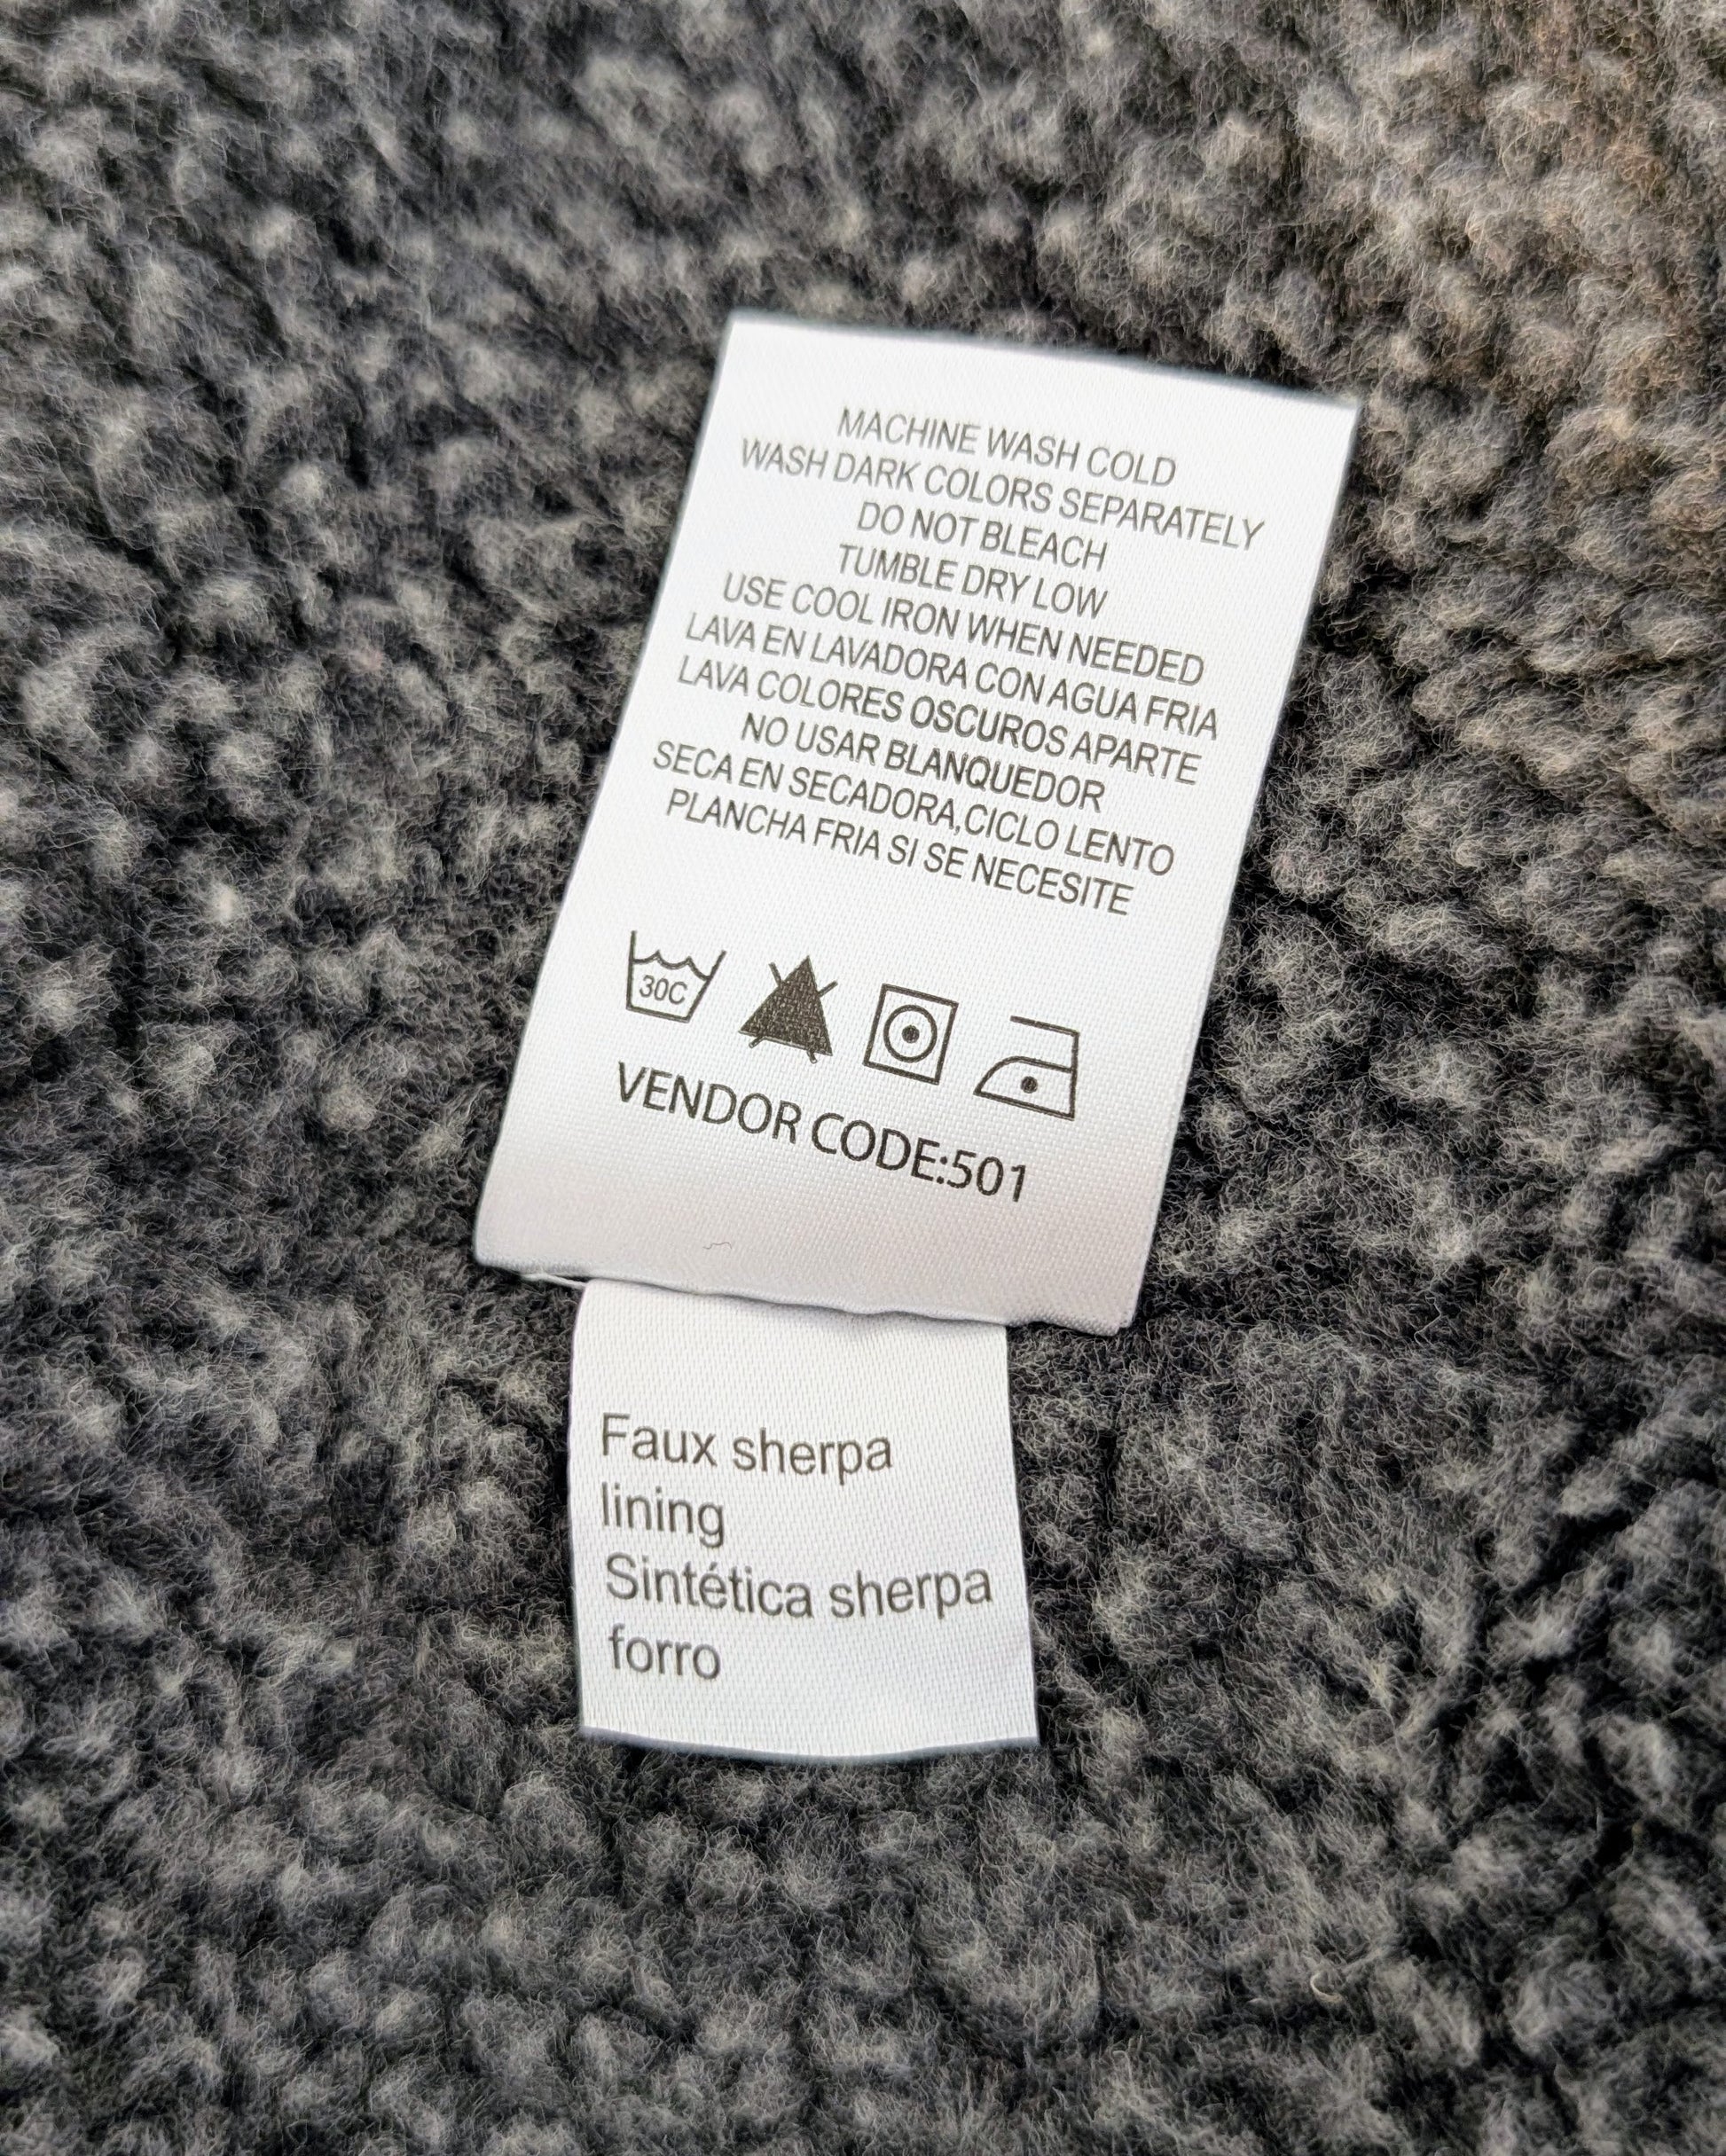 MACHINE WASH COLD
WASH DARK COLORS SEPARATELY
DO NOT BLEACH
TUMBLE DRY LOW
USE COOL IRON WHEN NEEDED
LAVA EN LAVADORA CON AGUA FRIA
LAVA COLORES OSCUROS APARTE
NO USAR BLANQUEDOR
SECA EN SECADORA,CICLO LENTO
PLANCHA FRIA SI SE NECESITE
30C
VENDOR CODE:501
Faux sherpa
lining
Sintética sherpa
forro